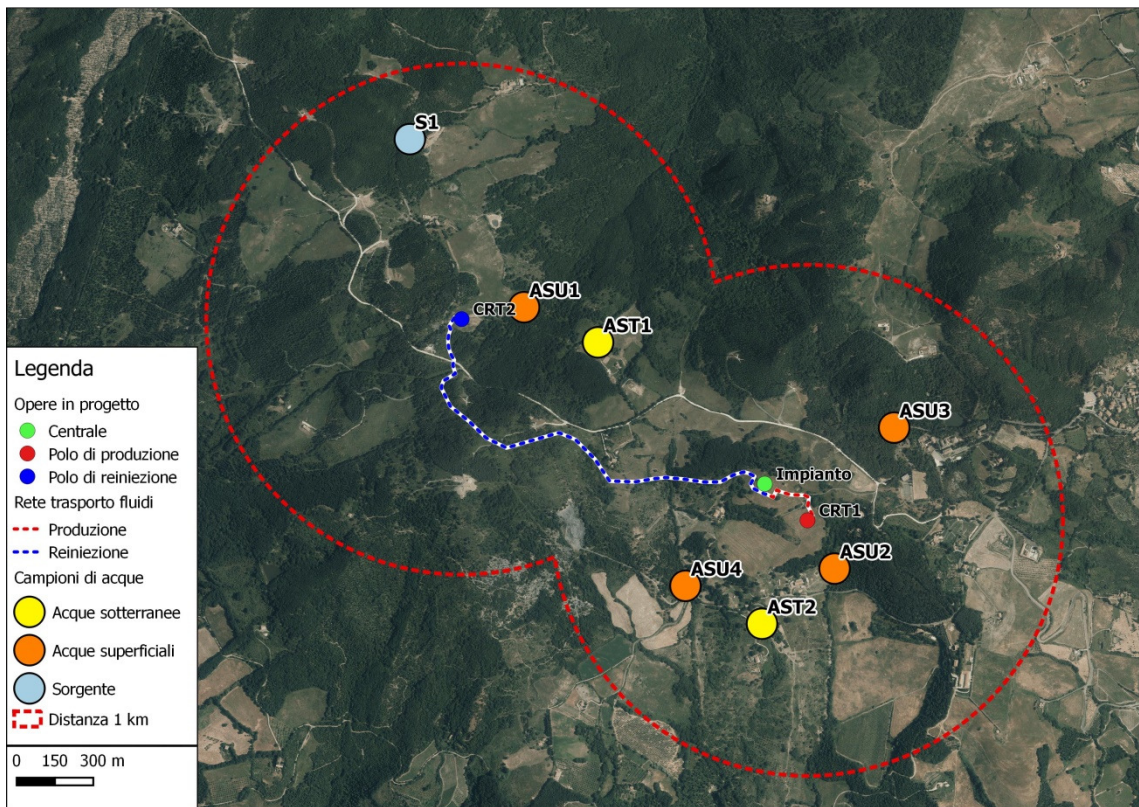 S1
ASU1
CRT2
AST1
ASU3
Impianto
CRT1
ASU2
ASU4
AST2
Legenda
Opere in progetto
Centrale
Polo di produzione
Polo di reiniezione
Rete trasporto fluidi
Produzione
Reiniezione
Campioni di acque
Acque sotterranee
Acque superficiali
Sorgente
Distanza 1 km
0 150 300 m